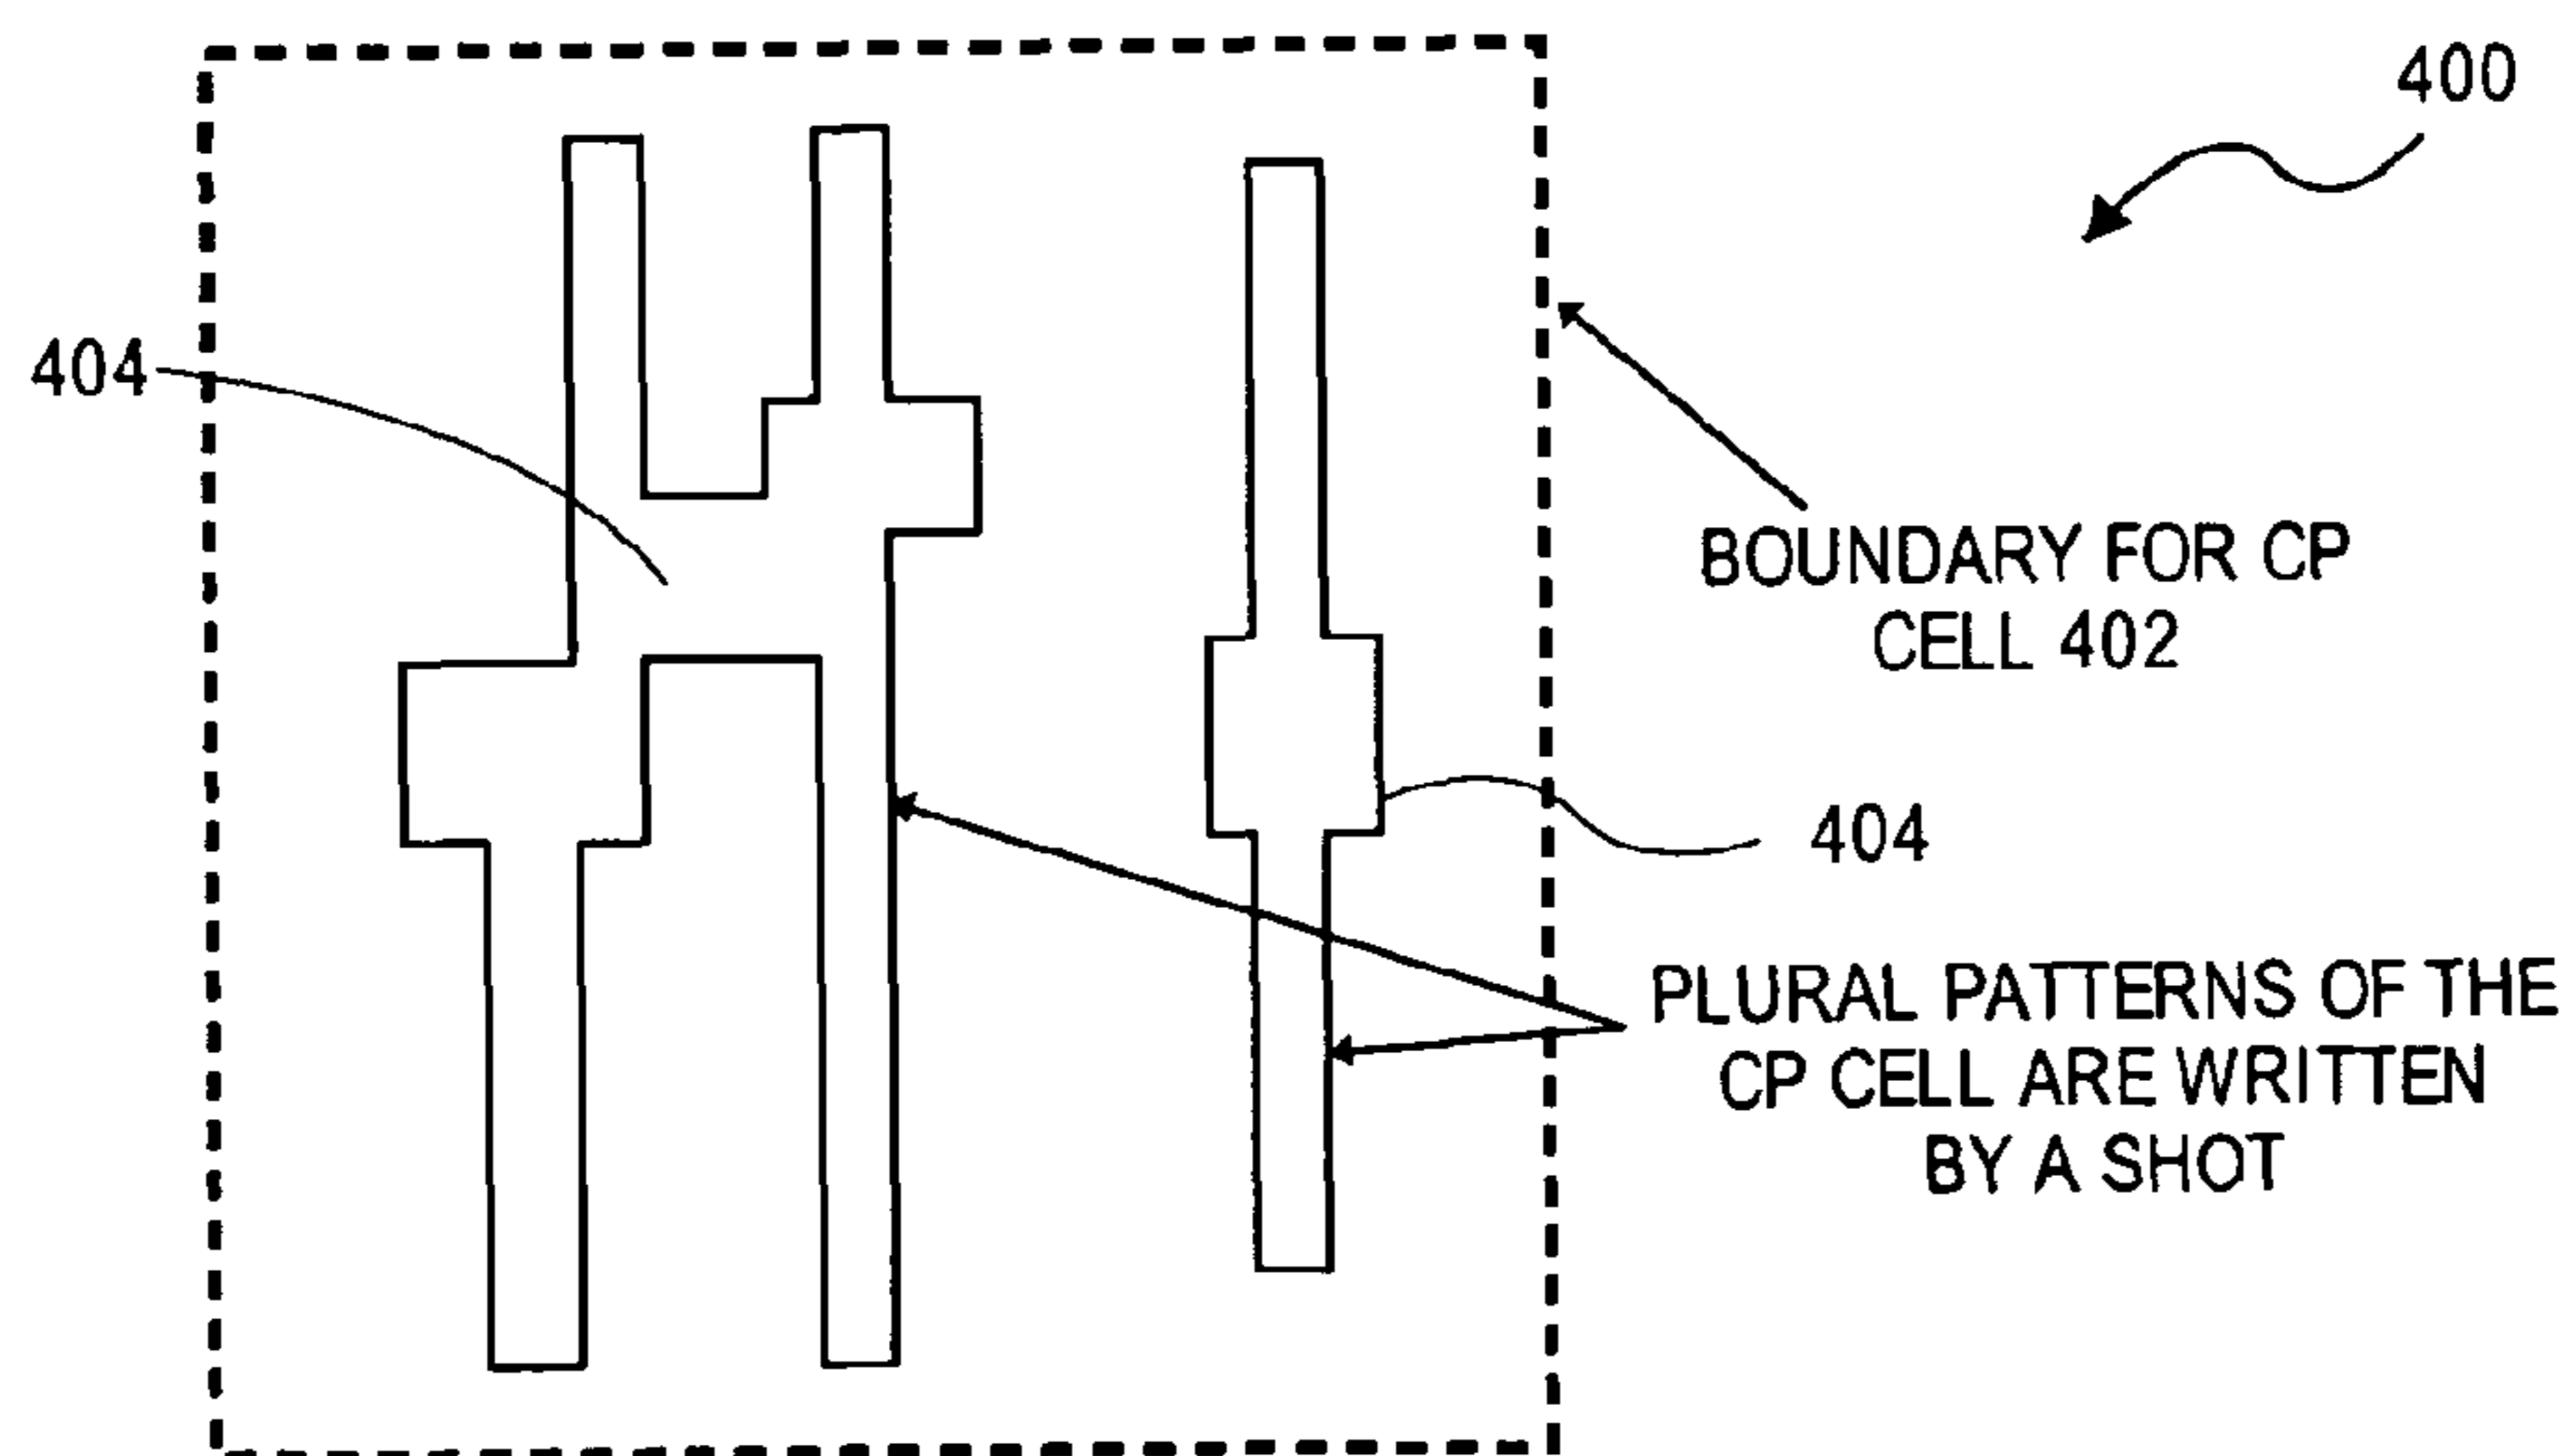 400
404
BOUNDARY FOR CP
CELL 402
404
PLURAL PATTERNS OF THE
CP CELL ARE WRITTEN
BY A SHOT